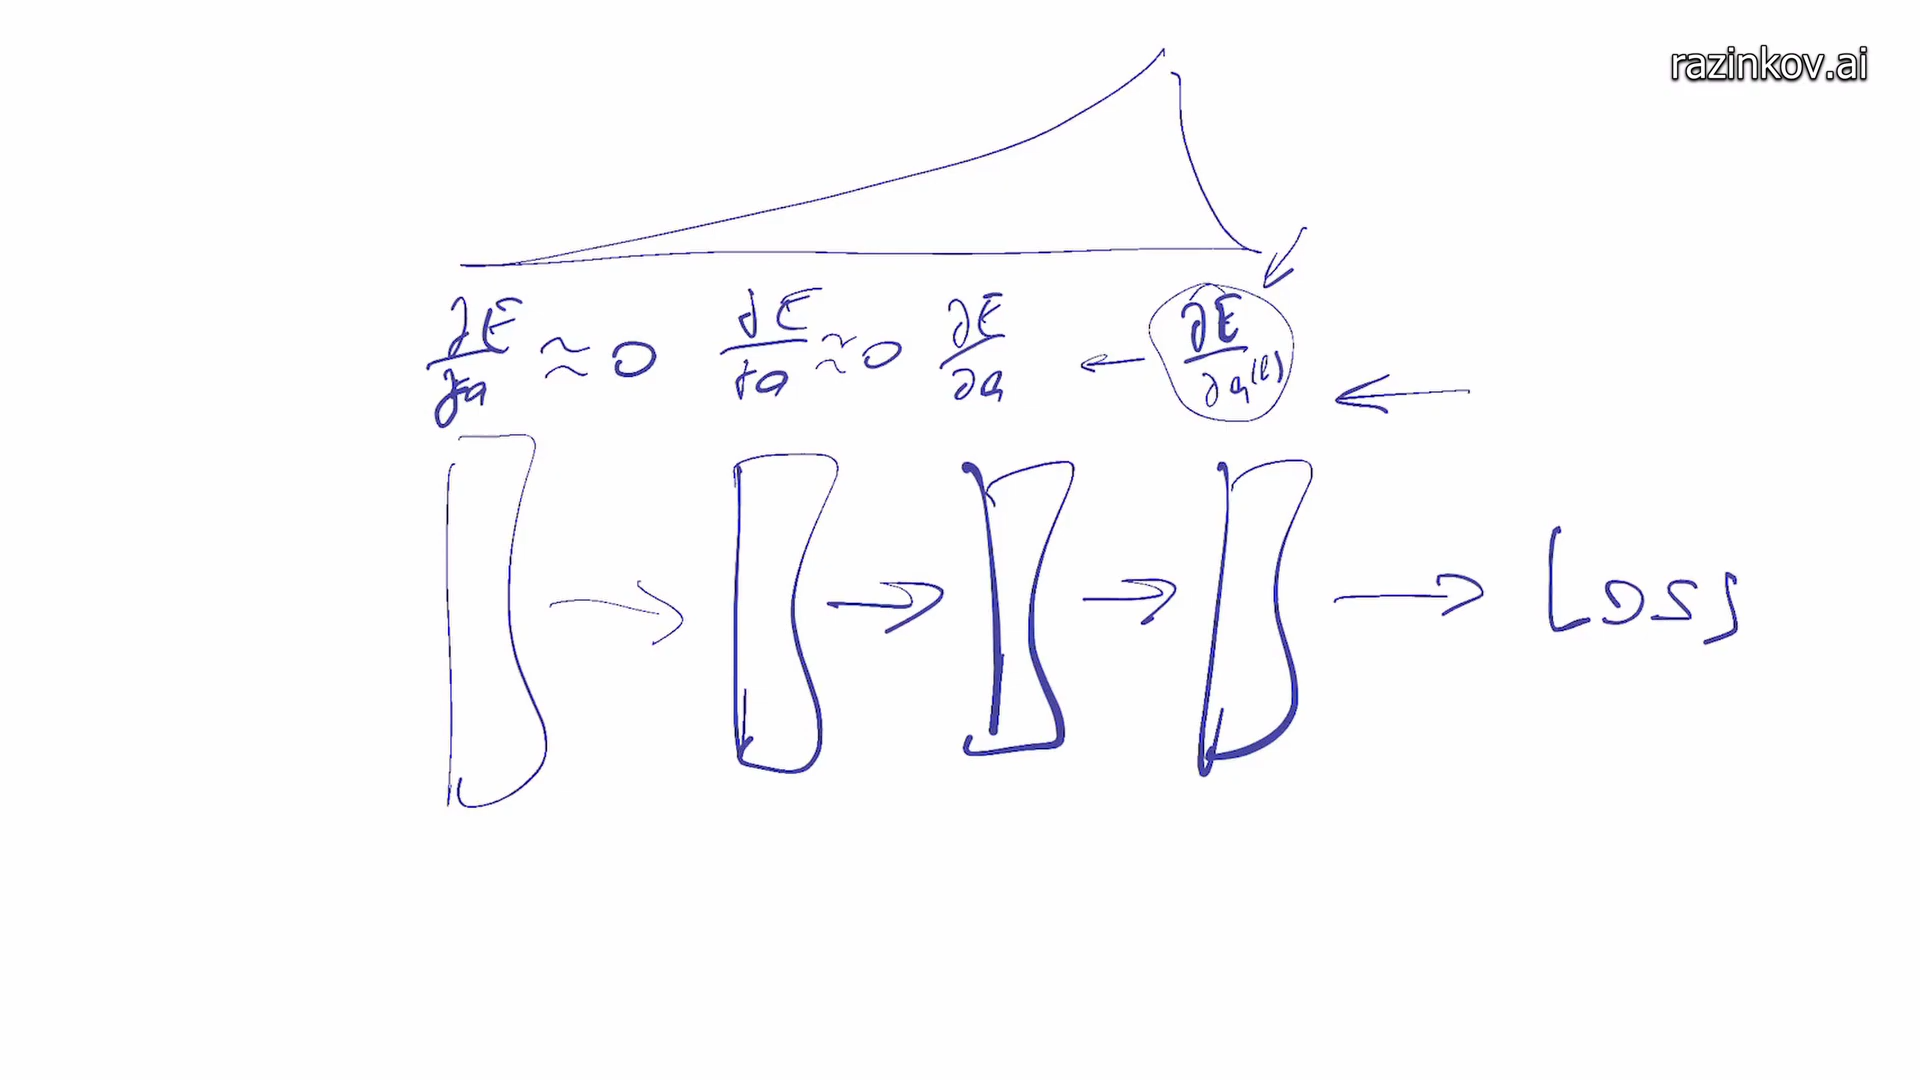 razinkov.ai
∂E/∂a ≈ 0 ∂E/∂a ≈ 0 ∂E/∂a ← ∂E/∂a^(l)
Loss